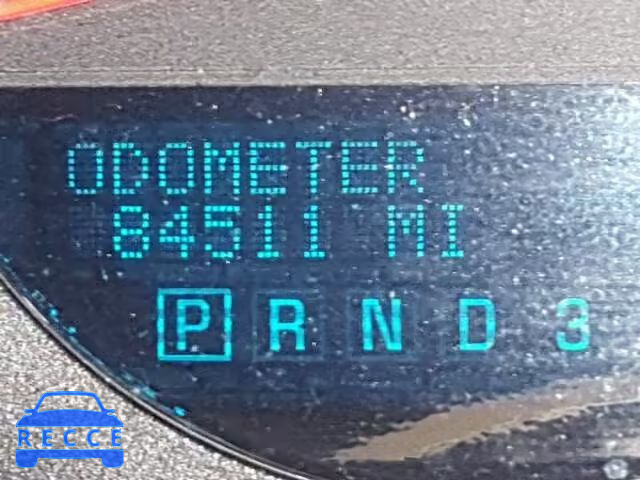 ODOMETER
84511 MI
P R N D 3
RECCE